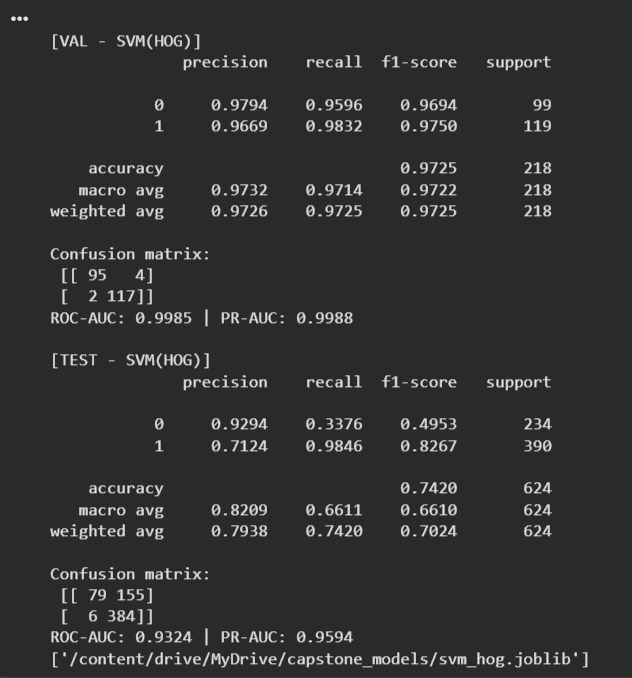 [VAL - SVM(HOG)]
precision recall f1-score support
0 0.9794 0.9596 0.9694 99
1 0.9669 0.9832 0.9750 119
accuracy 0.9725 218
macro avg 0.9732 0.9714 0.9722 218
weighted avg 0.9726 0.9725 0.9725 218
Confusion matrix:
[[ 95 4]
[ 2 117]]
ROC-AUC: 0.9985 | PR-AUC: 0.9988
[TEST - SVM(HOG)]
precision recall f1-score support
0 0.9294 0.3376 0.4953 234
1 0.7124 0.9846 0.8267 390
accuracy 0.7420 624
macro avg 0.8209 0.6611 0.6610 624
weighted avg 0.7938 0.7420 0.7024 624
Confusion matrix:
[[ 79 155]
[ 6 384]]
ROC-AUC: 0.9324 | PR-AUC: 0.9594
['/content/drive/MyDrive/capstone_models/svm_hog.joblib']